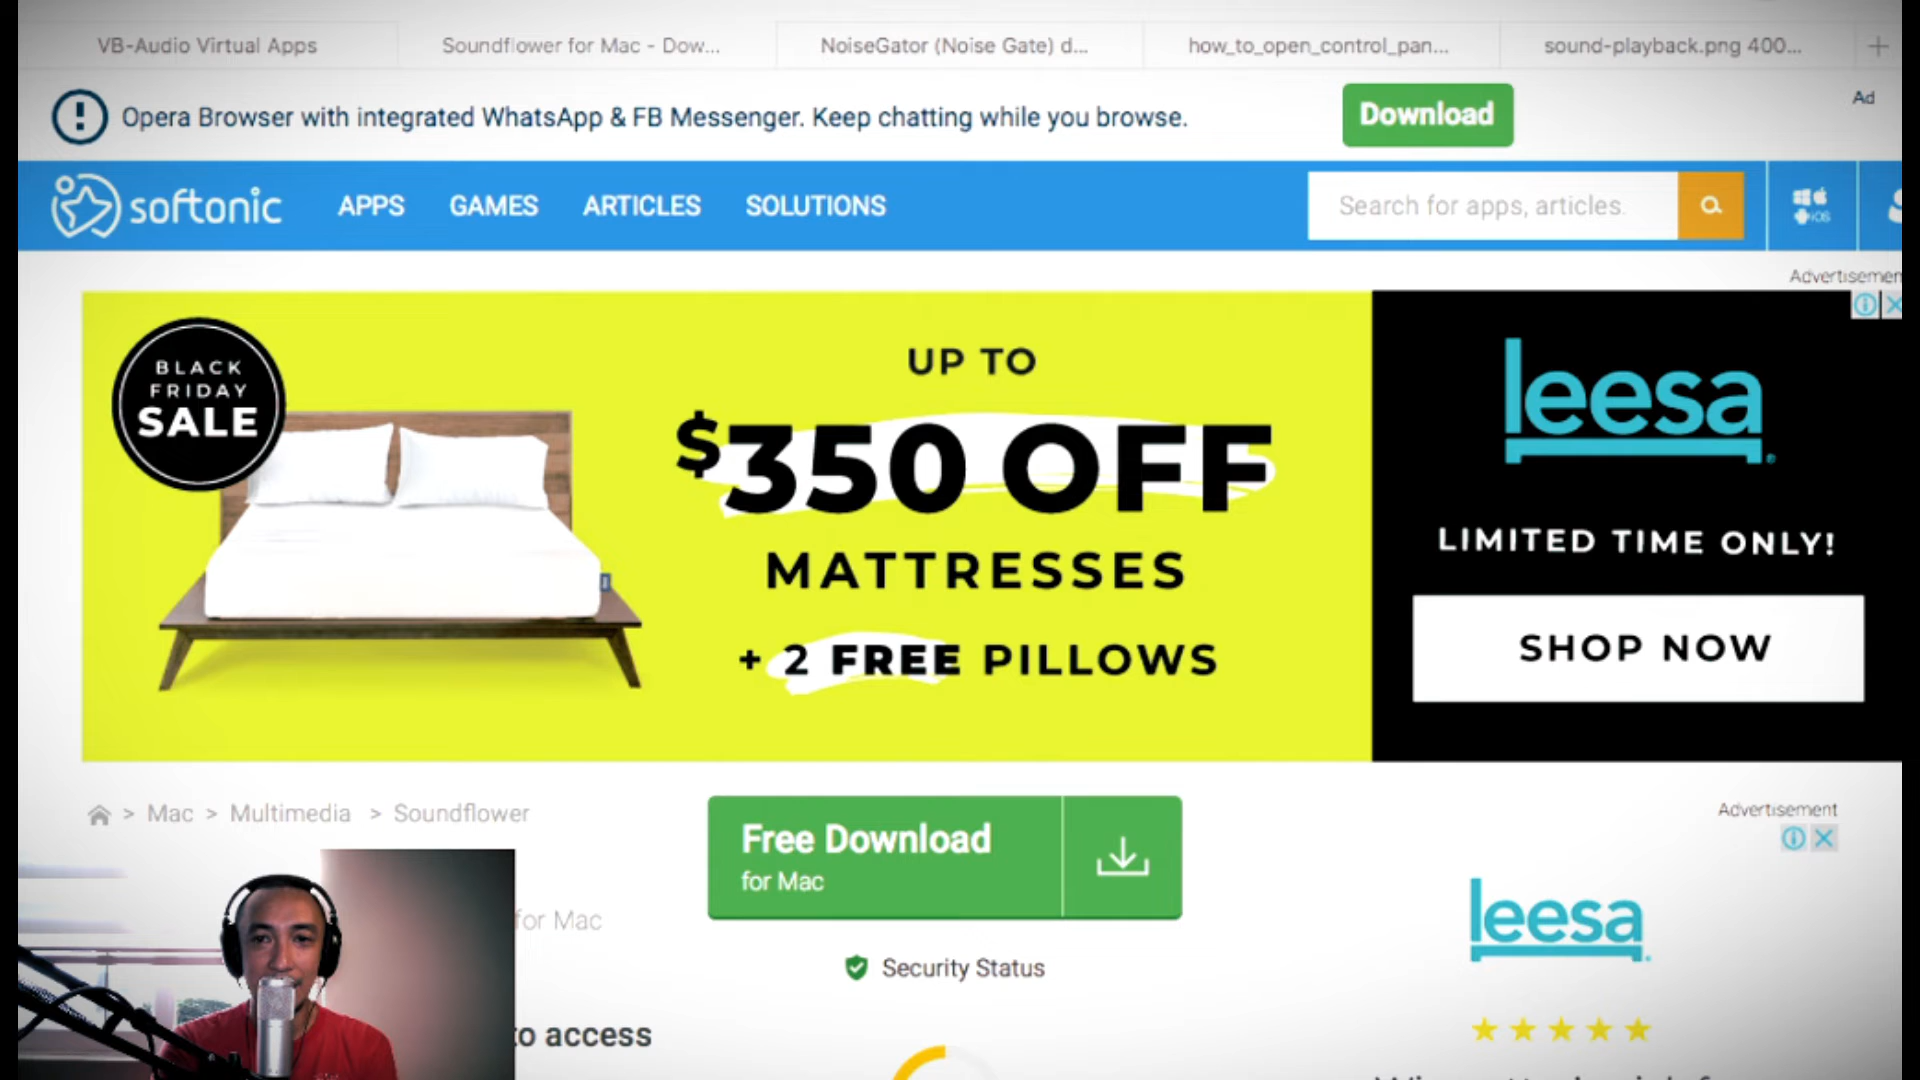 VB-Audio Virtual Apps
Soundflower for Mac - Dow...
NoiseGator (Noise Gate) d...
how_to_open_control_pan...
sound-playback.png 400...
Opera Browser with integrated WhatsApp & FB Messenger. Keep chatting while you browse.
Download
Ad
softonic
APPS
GAMES
ARTICLES
SOLUTIONS
Search for apps, articles.
iOS
Advertisemen
BLACK
FRIDAY
SALE
UP TO
$350 OFF
MATTRESSES
+ 2 FREE PILLOWS
leesa
LIMITED TIME ONLY!
SHOP NOW
> Mac > Multimedia > Soundflower
Free Download
for Mac
Advertisement
for Mac
Security Status
leesa
to access